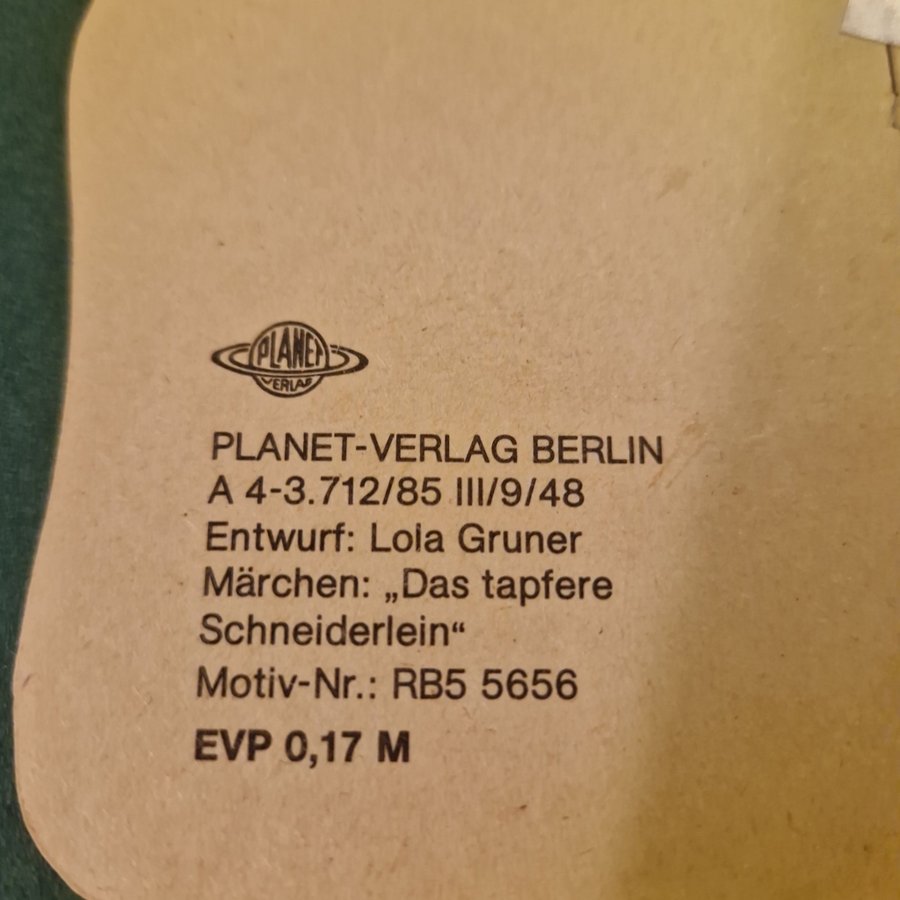 PLANET
VERLAG
PLANET-VERLAG BERLIN
A 4-3.712/85 III/9/48
Entwurf: Lola Gruner
Märchen: „Das tapfere
Schneiderlein“
Motiv-Nr.: RB5 5656
EVP 0,17 M